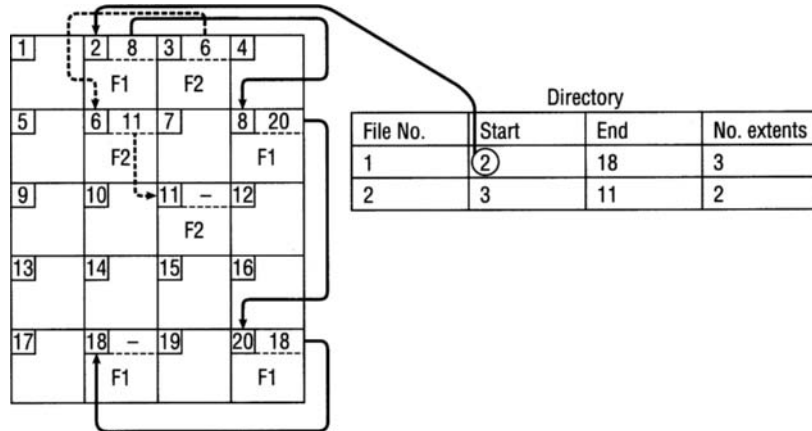 1 2 8 3 6 4
F1 F2
5 6 11 7 8 20
F2 F1
9 10 11 – 12
F2
13 14 15 16
17 18 – 19 20 18
F1 F1
Directory
File No. Start End No. extents
1 2 18 3
2 3 11 2